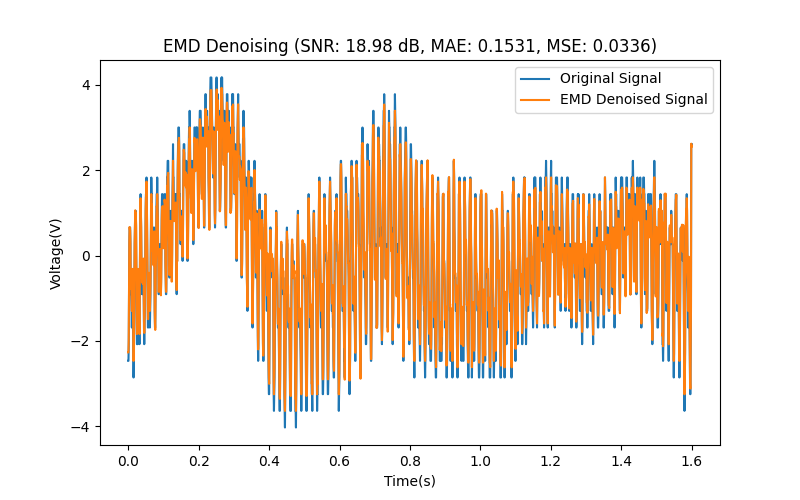 EMD Denoising (SNR: 18.98 dB, MAE: 0.1531, MSE: 0.0336)
Original Signal
EMD Denoised Signal
Voltage(V)
4
2
0
−2
−4
0.0 0.2 0.4 0.6 0.8 1.0 1.2 1.4 1.6
Time(s)